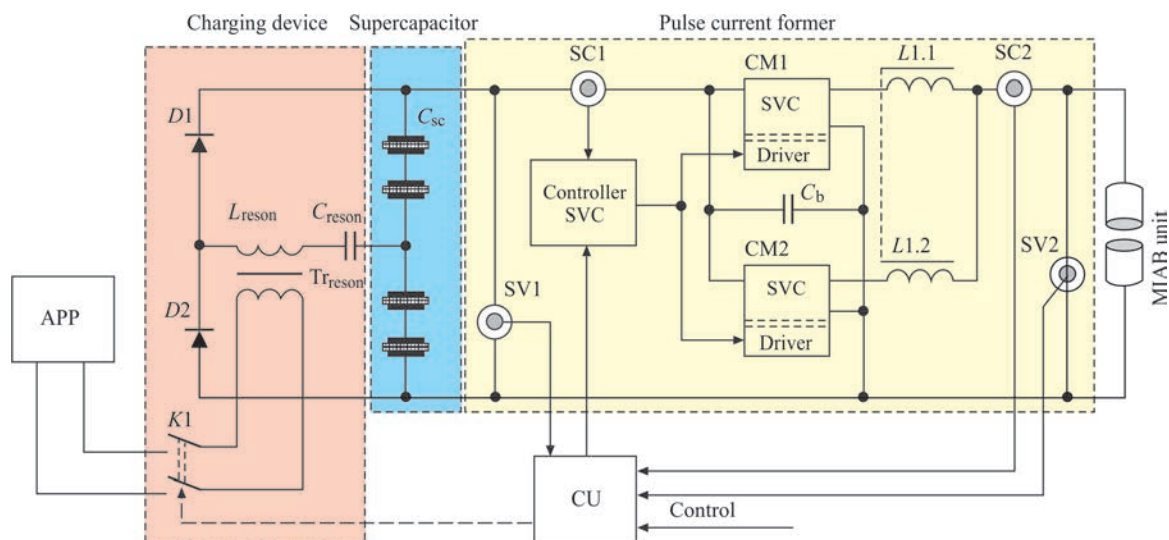 Charging device
Supercapacitor
Pulse current former
SC1
CM1
L1.1
SC2
D1
Csc
SVC
Driver
Controller
SVC
Lreson
Creson
Cb
Trreson
CM2
L1.2
SV2
MIAB unit
SVC
Driver
APP
D2
SV1
K1
CU
Control